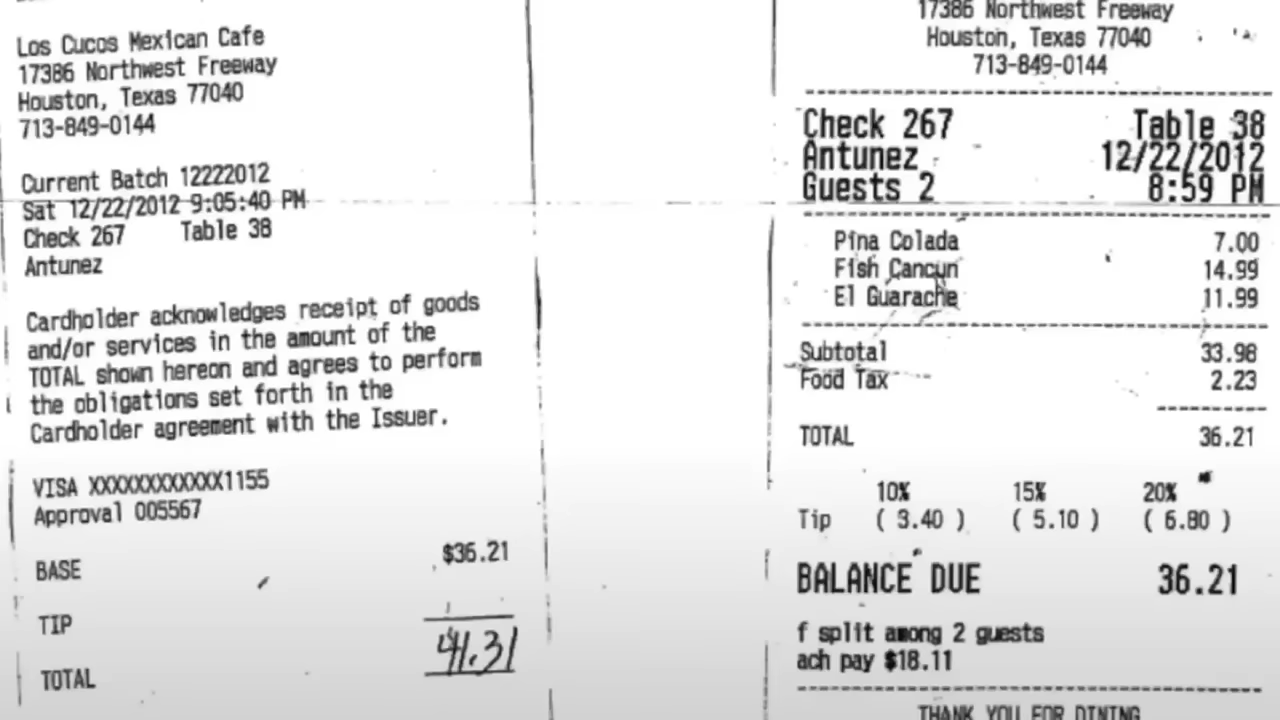 Los Cucos Mexican Cafe
17386 Northwest Freeway
Houston, Texas 77040
713-849-0144
Current Batch 12222012
Sat 12/22/2012 9:05:40 PM
Check 267 Table 38
Antunez
Cardholder acknowledges receipt of goods
and/or services in the amount of the
TOTAL shown hereon and agrees to perform
the obligations set forth in the
Cardholder agreement with the Issuer.
VISA XXXXXXXXXXXX1155
Approval 005567
BASE $36.21
TIP
TOTAL 41.31
17386 Northwest Freeway
Houston, Texas 77040
713-849-0144
Check 267 Table 38
Antunez 12/22/2012
Guests 2 8:59 PM
Pina Colada 7.00
Fish Cancun 14.99
El Guarache 11.99
Subtotal 33.98
Food Tax 2.23
TOTAL 36.21
10% 15% 20%
Tip ( 3.40 ) ( 5.10 ) ( 6.80 )
BALANCE DUE 36.21
f split among 2 guests
ach pay $18.11
THANK YOU FOR DINING